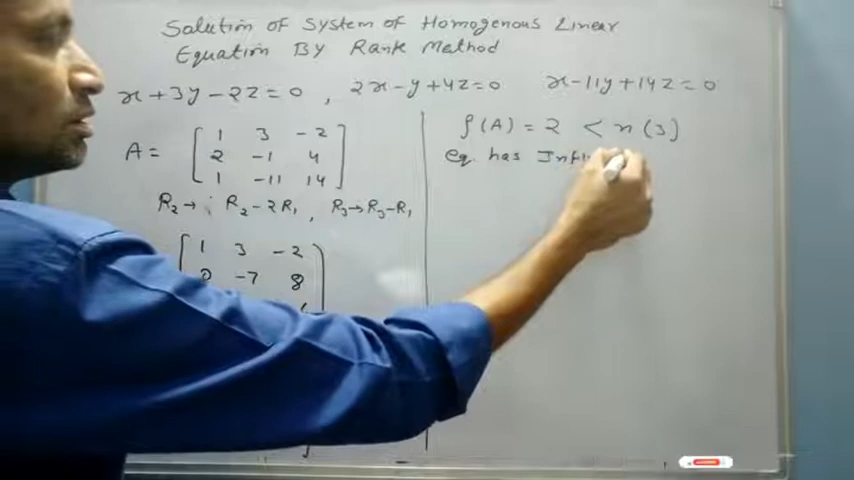 Solution of System of Homogenous Linear
Equation By Rank Method
x + 3y - 2z = 0 , 2x - y + 4z = 0 x - 11y + 14z = 0
A = [ 1 3 -2
2 -1 4
1 -11 14 ]
R₂ → R₂ - 2R₁ , R₃ → R₃ - R₁
[ 1 3 -2
0 -7 8
ρ(A) = 2 < n (3)
Eq. has Infi